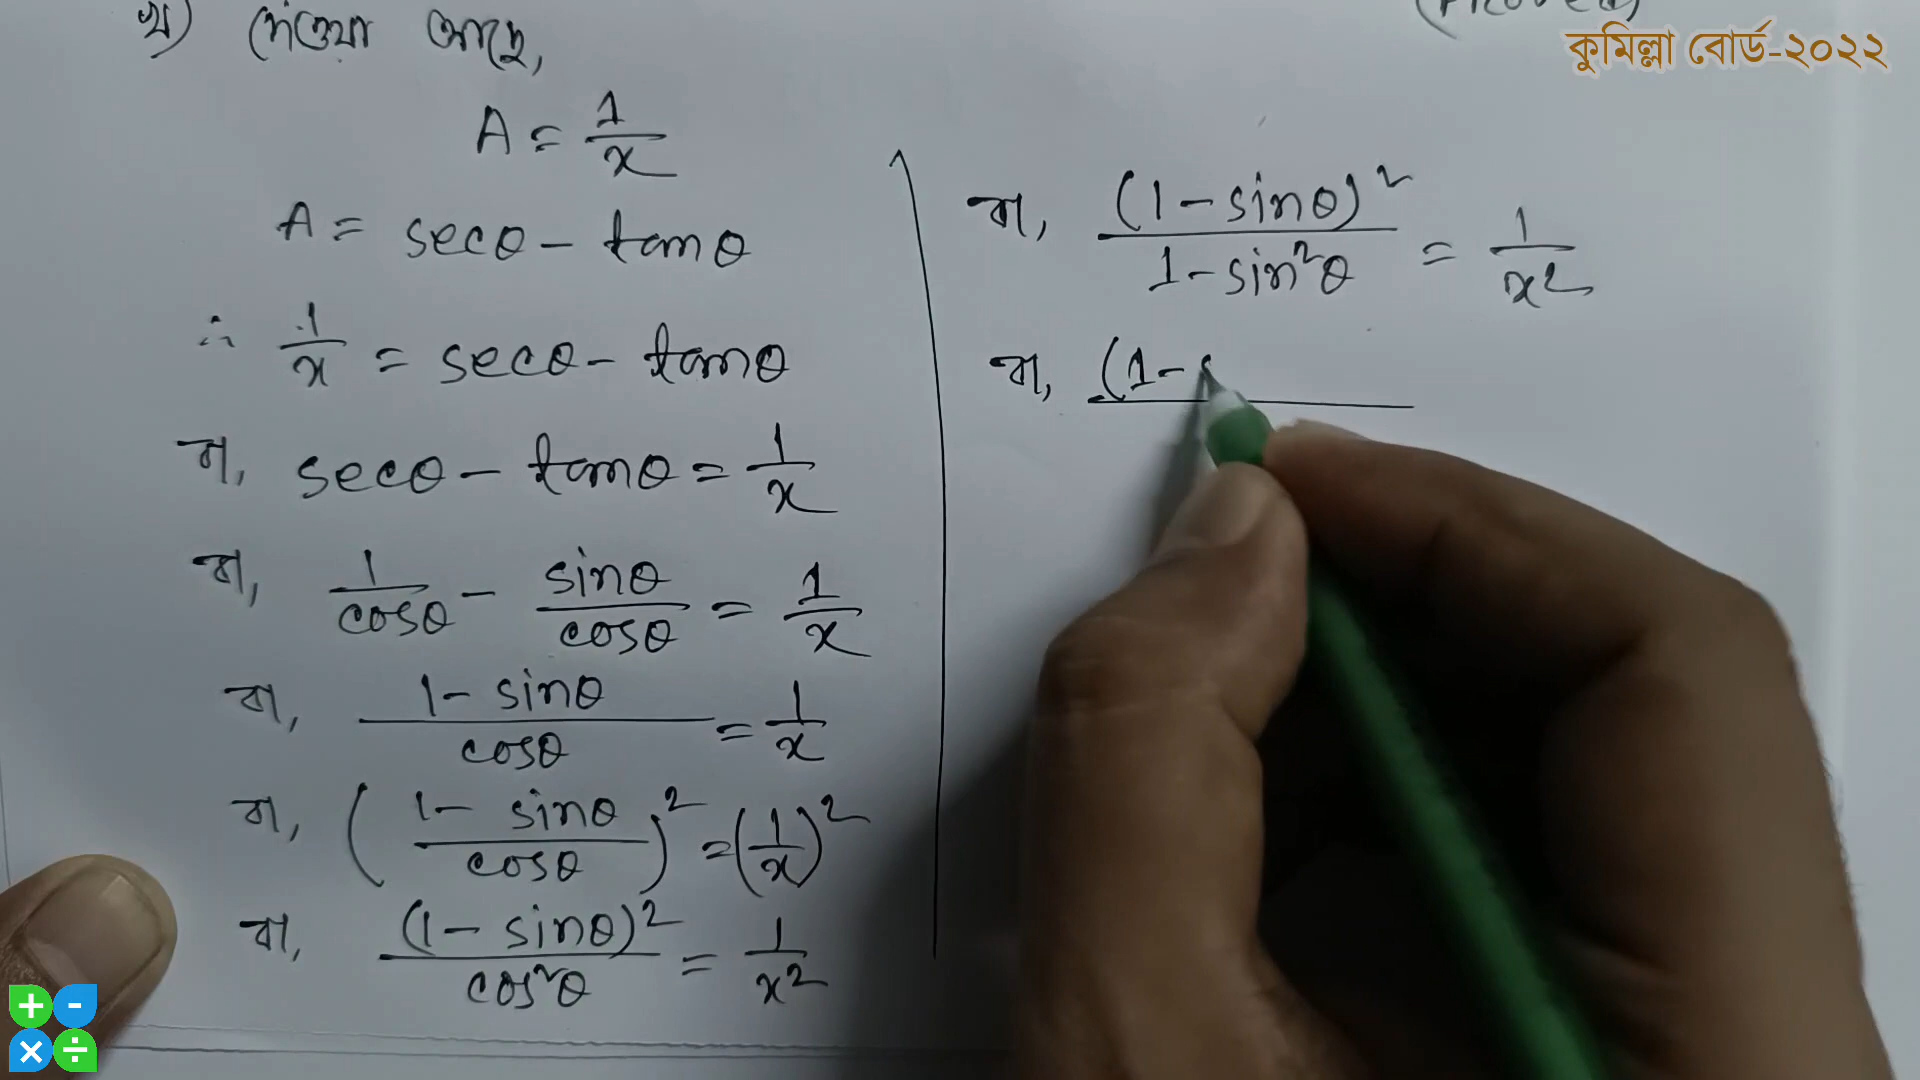 খ) দেওয়া আছে,
A = 1/x
A = secθ - tanθ
∴ 1/x = secθ - tanθ
বা, secθ - tanθ = 1/x
বা, 1/cosθ - sinθ/cosθ = 1/x
বা, (1 - sinθ)/cosθ = 1/x
বা, ((1 - sinθ)/cosθ)² = (1/x)²
বা, (1 - sinθ)²/cos²θ = 1/x²
কুমিল্লা বোর্ড-২০২২
বা, (1 - sinθ)²/(1 - sin²θ) = 1/x²
বা, (1 - s
+ -
× ÷